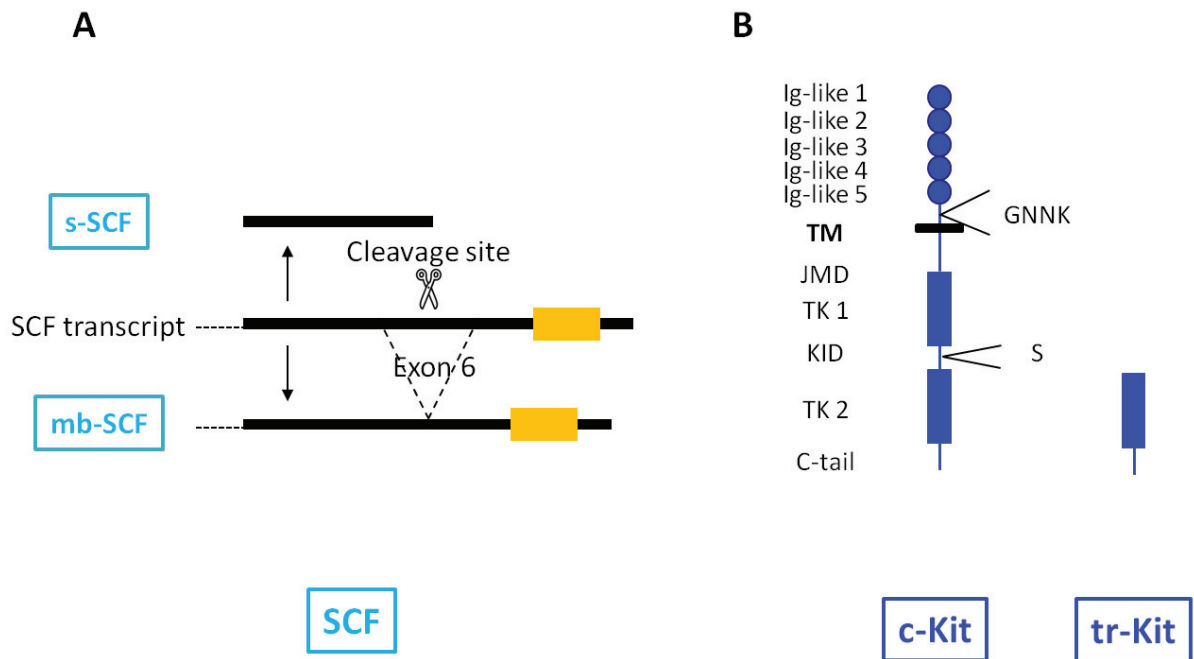 A
s-SCF
Cleavage site
SCF transcript
Exon 6
mb-SCF
SCF
B
Ig-like 1
Ig-like 2
Ig-like 3
Ig-like 4
Ig-like 5
GNNK
TM
JMD
TK 1
KID
S
TK 2
C-tail
c-Kit
tr-Kit